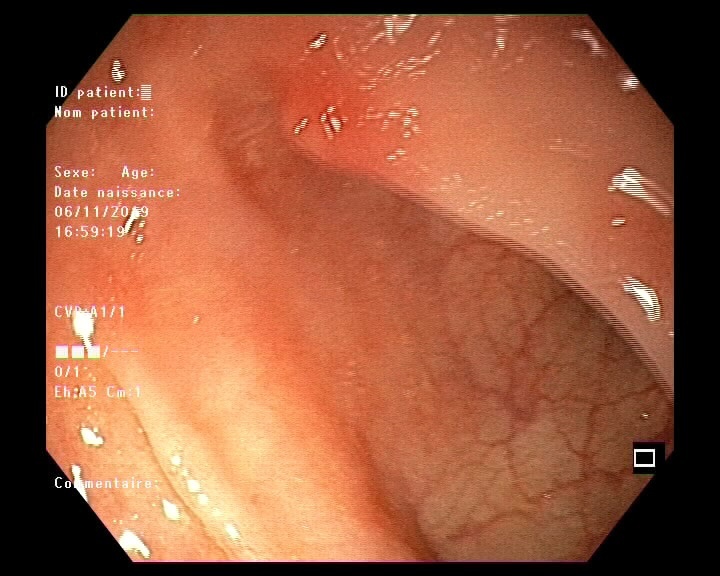 ID patient:
Nom patient:
Sexe: Age:
Date naissance:
06/11/2019
16:59:19
CVP:A1/1
/---
0/1
Eh:A5 Cm:1
Commentaire: